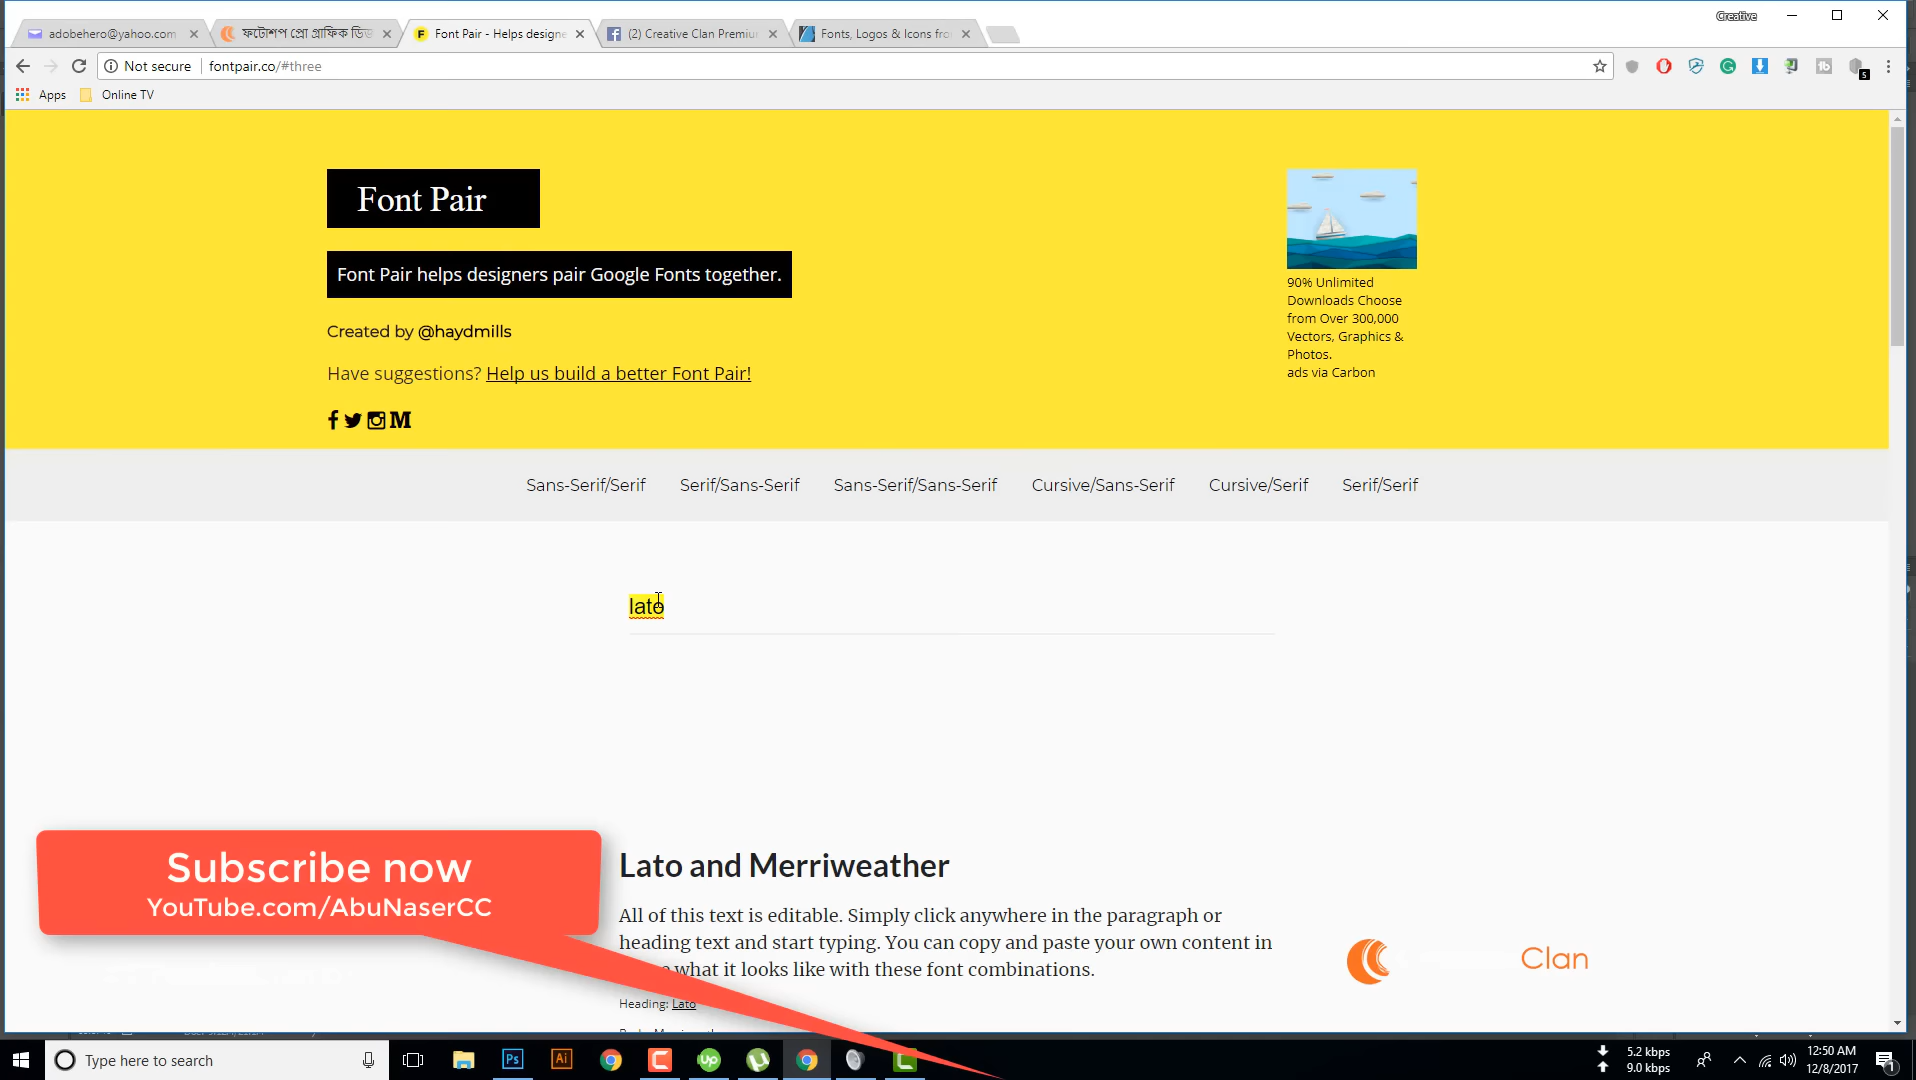 Creative
adobehero@yahoo.com
ফটোশপ প্রো গ্রাফিক ডিজ
Font Pair - Helps designe
(2) Creative Clan Premiu
Fonts, Logos & Icons fro
Not secure
fontpair.co/#three
5
Apps
Online TV
Font Pair
Font Pair helps designers pair Google Fonts together.
Created by @haydmills
Have suggestions? Help us build a better Font Pair!
90% Unlimited
Downloads Choose
from Over 300,000
Vectors, Graphics &
Photos.
ads via Carbon
Sans-Serif/Serif
Serif/Sans-Serif
Sans-Serif/Sans-Serif
Cursive/Sans-Serif
Cursive/Serif
Serif/Serif
lato
Lato and Merriweather
All of this text is editable. Simply click anywhere in the paragraph or
heading text and start typing. You can copy and paste your own content in
what it looks like with these font combinations.
Heading: Lato
Subscribe now
YouTube.com/AbuNaserCC
Clan
Type here to search
Ps
Ai
Up
5.2 kbps
9.0 kbps
12:50 AM
12/8/2017
1